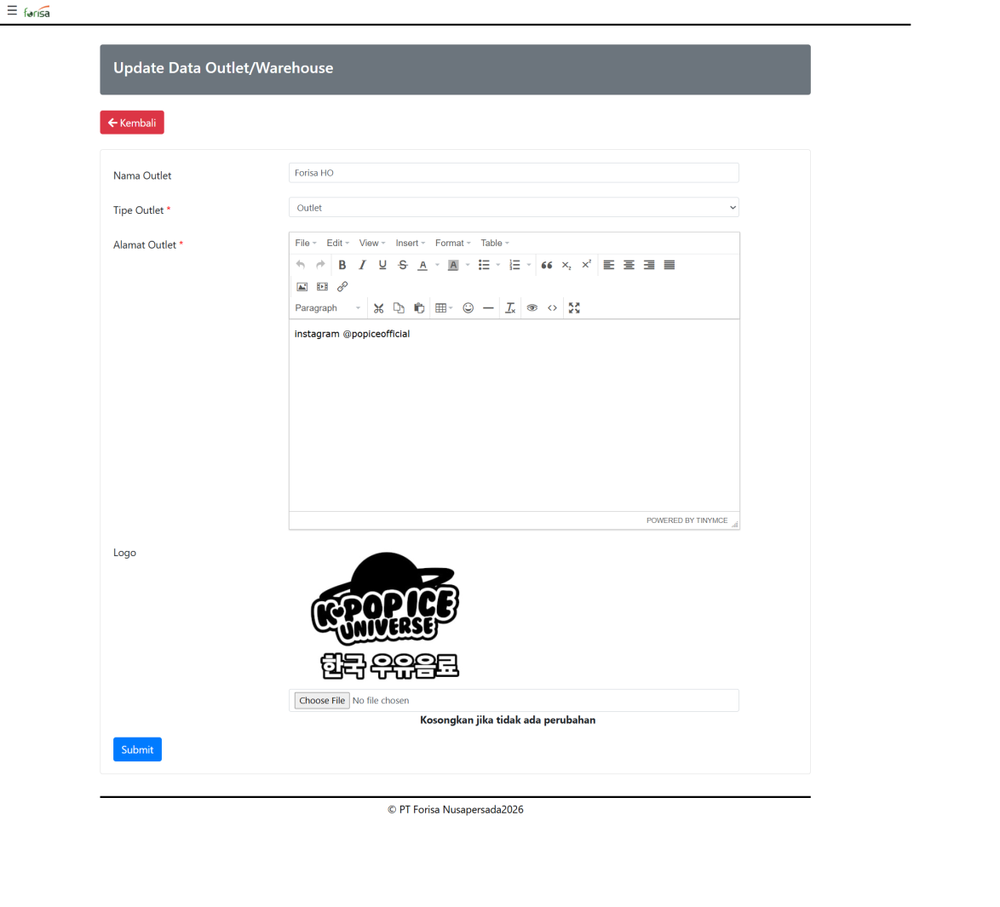 ☰ forisa
Update Data Outlet/Warehouse
Kembali
Nama Outlet
Forisa HO
Tipe Outlet *
Outlet
Alamat Outlet *
File Edit View Insert Format Table
B I U S A A x₂ x²
Paragraph
instagram @popiceofficial
POWERED BY TINYMCE
Logo
K-POP ICE
UNIVERSE
한국 우유음료
Choose File No file chosen
Kosongkan jika tidak ada perubahan
Submit
© PT Forisa Nusapersada2026